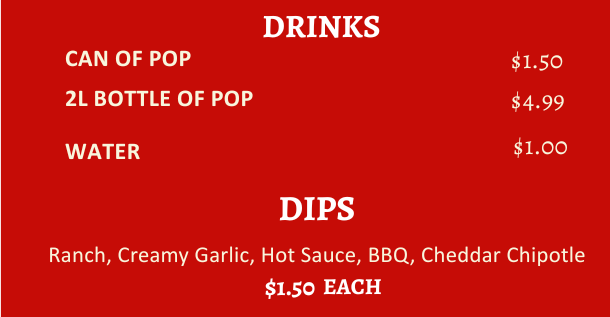 DRINKS
CAN OF POP $1.50
2L BOTTLE OF POP $4.99
WATER $1.00
DIPS
Ranch, Creamy Garlic, Hot Sauce, BBQ, Cheddar Chipotle
$1.50 EACH